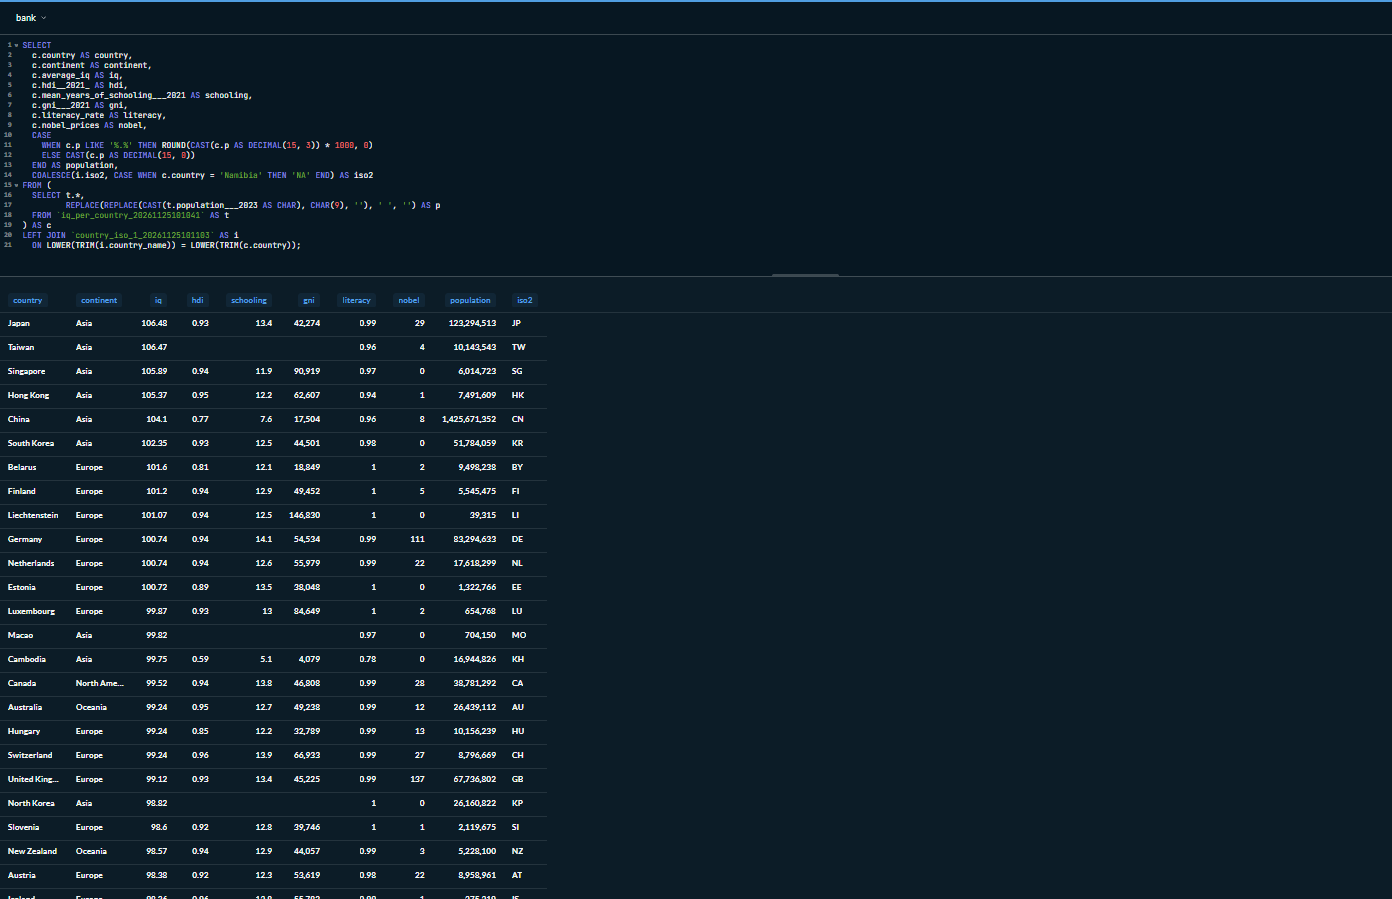 bank
1 SELECT
2 c.country AS country,
3 c.continent AS continent,
4 c.average_iq AS iq,
5 c.hdi__2021_ AS hdi,
6 c.mean_years_of_schooling___2021 AS schooling,
7 c.gni___2021 AS gni,
8 c.literacy_rate AS literacy,
9 c.nobel_prices AS nobel,
10 CASE
11 WHEN c.p LIKE '%.%' THEN ROUND(CAST(c.p AS DECIMAL(15, 3)) * 1000, 0)
12 ELSE CAST(c.p AS DECIMAL(15, 0))
13 END AS population,
14 COALESCE(i.iso2, CASE WHEN c.country = 'Namibia' THEN 'NA' END) AS iso2
15 FROM (
16 SELECT t.*,
17 REPLACE(REPLACE(CAST(t.population___2023 AS CHAR), CHAR(9), ''), ' ', '') AS p
18 FROM `iq_per_country_20261125101041` AS t
19 ) AS c
20 LEFT JOIN `country_iso_1_20261125101103` AS i
21 ON LOWER(TRIM(i.country_name)) = LOWER(TRIM(c.country));
country continent iq hdi schooling gni literacy nobel population iso2
Japan Asia 106.48 0.93 13.4 42,274 0.99 29 123,294,513 JP
Taiwan Asia 106.47 0.96 4 10,143,543 TW
Singapore Asia 105.89 0.94 11.9 90,919 0.97 0 6,014,723 SG
Hong Kong Asia 105.37 0.95 12.2 62,607 0.94 1 7,491,609 HK
China Asia 104.1 0.77 7.6 17,504 0.96 8 1,425,671,352 CN
South Korea Asia 102.35 0.93 12.5 44,501 0.98 0 51,784,059 KR
Belarus Europe 101.6 0.81 12.1 18,849 1 2 9,498,238 BY
Finland Europe 101.2 0.94 12.9 49,452 1 5 5,545,475 FI
Liechtenstein Europe 101.07 0.94 12.5 146,830 1 0 39,315 LI
Germany Europe 100.74 0.94 14.1 54,534 0.99 111 83,294,633 DE
Netherlands Europe 100.74 0.94 12.6 55,979 0.99 22 17,618,299 NL
Estonia Europe 100.72 0.89 13.5 38,048 1 0 1,322,766 EE
Luxembourg Europe 99.87 0.93 13 84,649 1 2 654,768 LU
Macao Asia 99.82 0.97 0 704,150 MO
Cambodia Asia 99.75 0.59 5.1 4,079 0.78 0 16,944,826 KH
Canada North Ame... 99.52 0.94 13.8 46,808 0.99 28 38,781,292 CA
Australia Oceania 99.24 0.95 12.7 49,238 0.99 12 26,439,112 AU
Hungary Europe 99.24 0.85 12.2 32,789 0.99 13 10,156,239 HU
Switzerland Europe 99.24 0.96 13.9 66,933 0.99 27 8,796,669 CH
United King... Europe 99.12 0.93 13.4 45,225 0.99 137 67,736,802 GB
North Korea Asia 98.82 1 0 26,160,822 KP
Slovenia Europe 98.6 0.92 12.8 39,746 1 1 2,119,675 SI
New Zealand Oceania 98.57 0.94 12.9 44,057 0.99 3 5,228,100 NZ
Austria Europe 98.38 0.92 12.3 53,619 0.98 22 8,958,961 AT